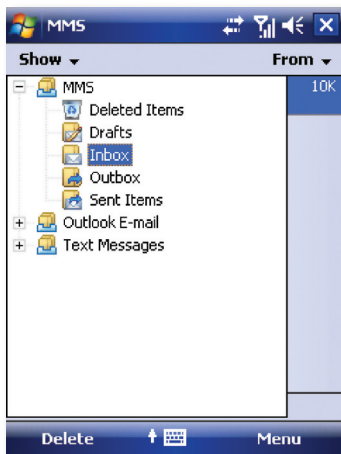 MMS
Show From
MMS 10K
Deleted Items
Drafts
Inbox
Outbox
Sent Items
Outlook E-mail
Text Messages
Delete Menu